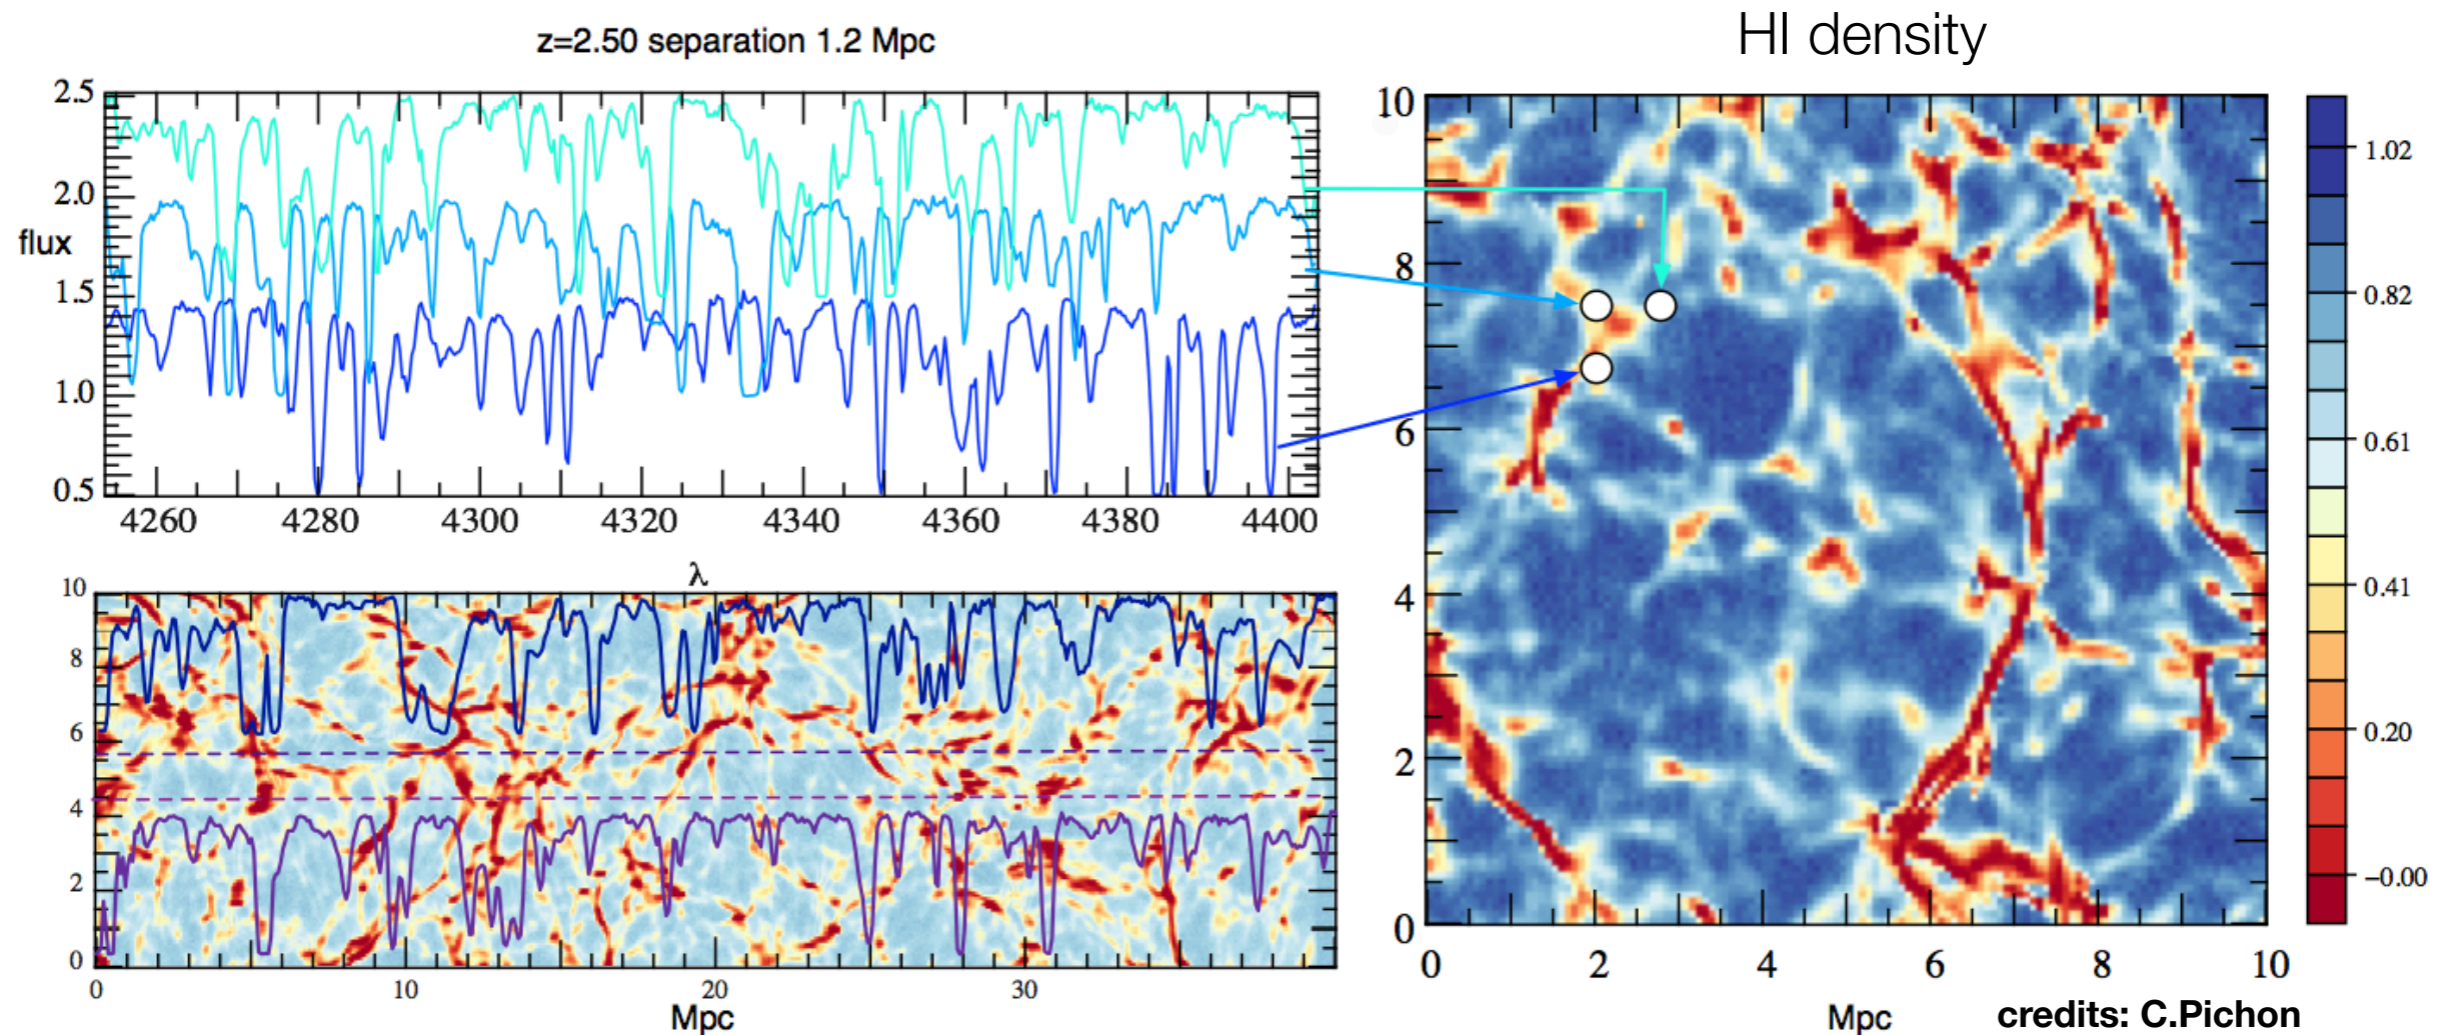 z=2.50 separation 1.2 Mpc
2.5
2.0
flux
1.5
1.0
0.5
4260 4280 4300 4320 4340 4360 4380 4400
λ
10
8
6
4
2
0
0 10 20 30
Mpc
HI density
10
8
6
4
2
0
0 2 4 6 8 10
Mpc
1.02
0.82
0.61
0.41
0.20
−0.00
credits: C.Pichon